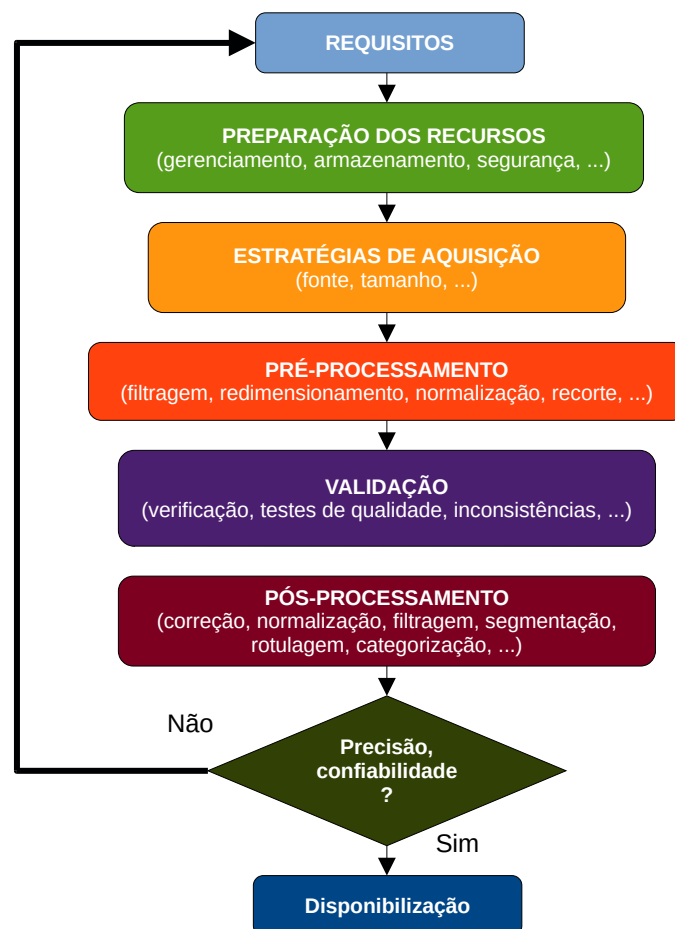 REQUISITOS
PREPARAÇÃO DOS RECURSOS
(gerenciamento, armazenamento, segurança, ...)
ESTRATÉGIAS DE AQUISIÇÃO
(fonte, tamanho, ...)
PRÉ-PROCESSAMENTO
(filtragem, redimensionamento, normalização, recorte, ...)
VALIDAÇÃO
(verificação, testes de qualidade, inconsistências, ...)
PÓS-PROCESSAMENTO
(correção, normalização, filtragem, segmentação,
rotulagem, categorização, ...)
Não
Precisão,
confiabilidade
?
Sim
Disponibilização